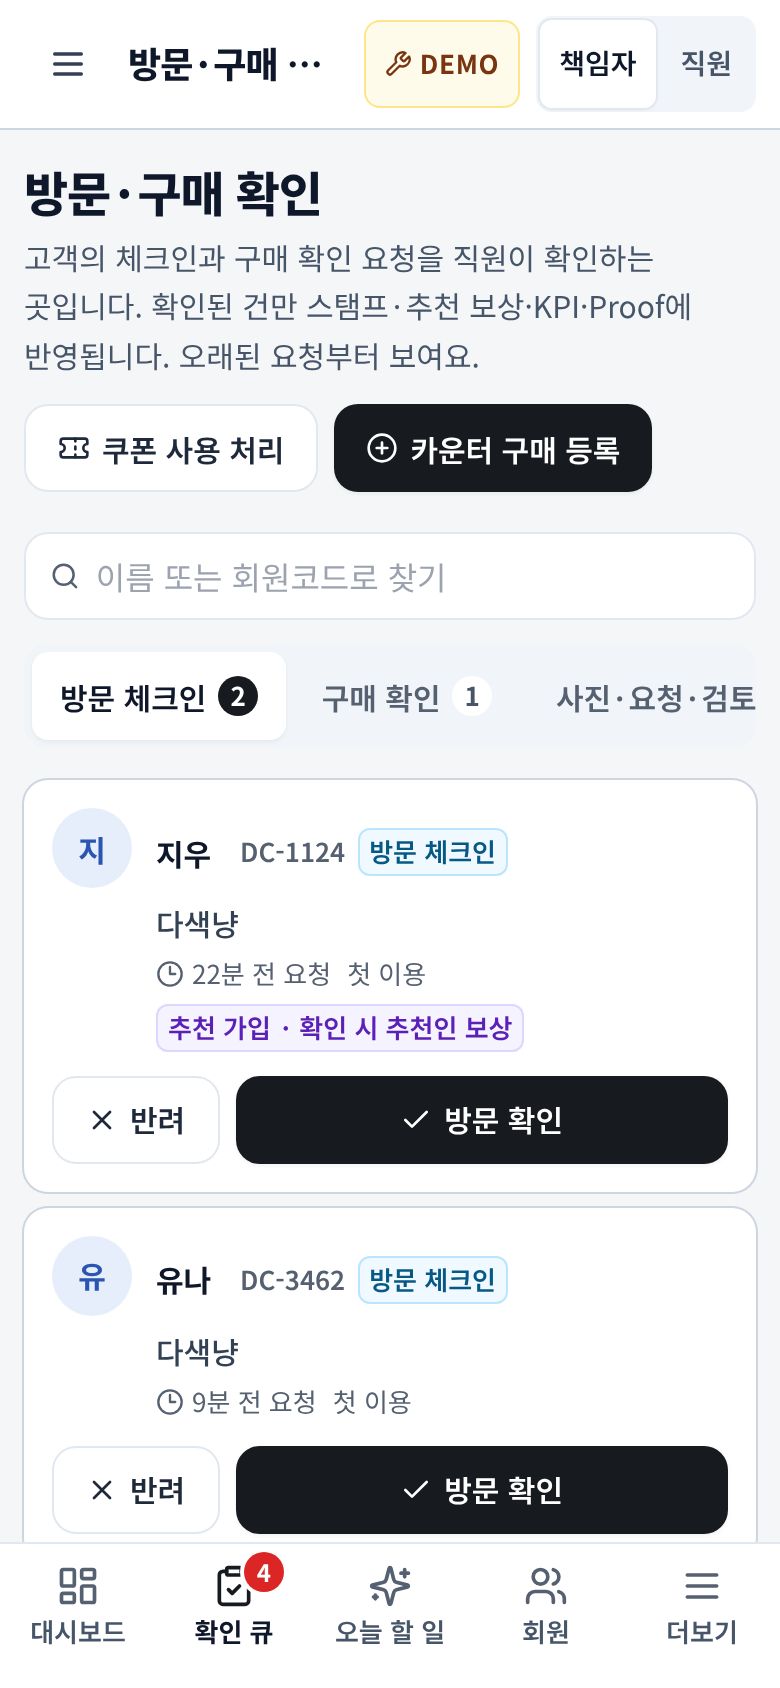 방문·구매 ···
DEMO
책임자
직원
방문·구매 확인
고객의 체크인과 구매 확인 요청을 직원이 확인하는
곳입니다. 확인된 건만 스탬프·추천 보상·KPI·Proof에
반영됩니다. 오래된 요청부터 보여요.
쿠폰 사용 처리
카운터 구매 등록
이름 또는 회원코드로 찾기
방문 체크인 2
구매 확인 1
사진·요청·검토
지
지우 DC-1124 방문 체크인
다색냥
22분 전 요청 첫 이용
추천 가입 · 확인 시 추천인 보상
반려
방문 확인
유
유나 DC-3462 방문 체크인
다색냥
9분 전 요청 첫 이용
반려
방문 확인
대시보드
4
확인 큐
오늘 할 일
회원
더보기